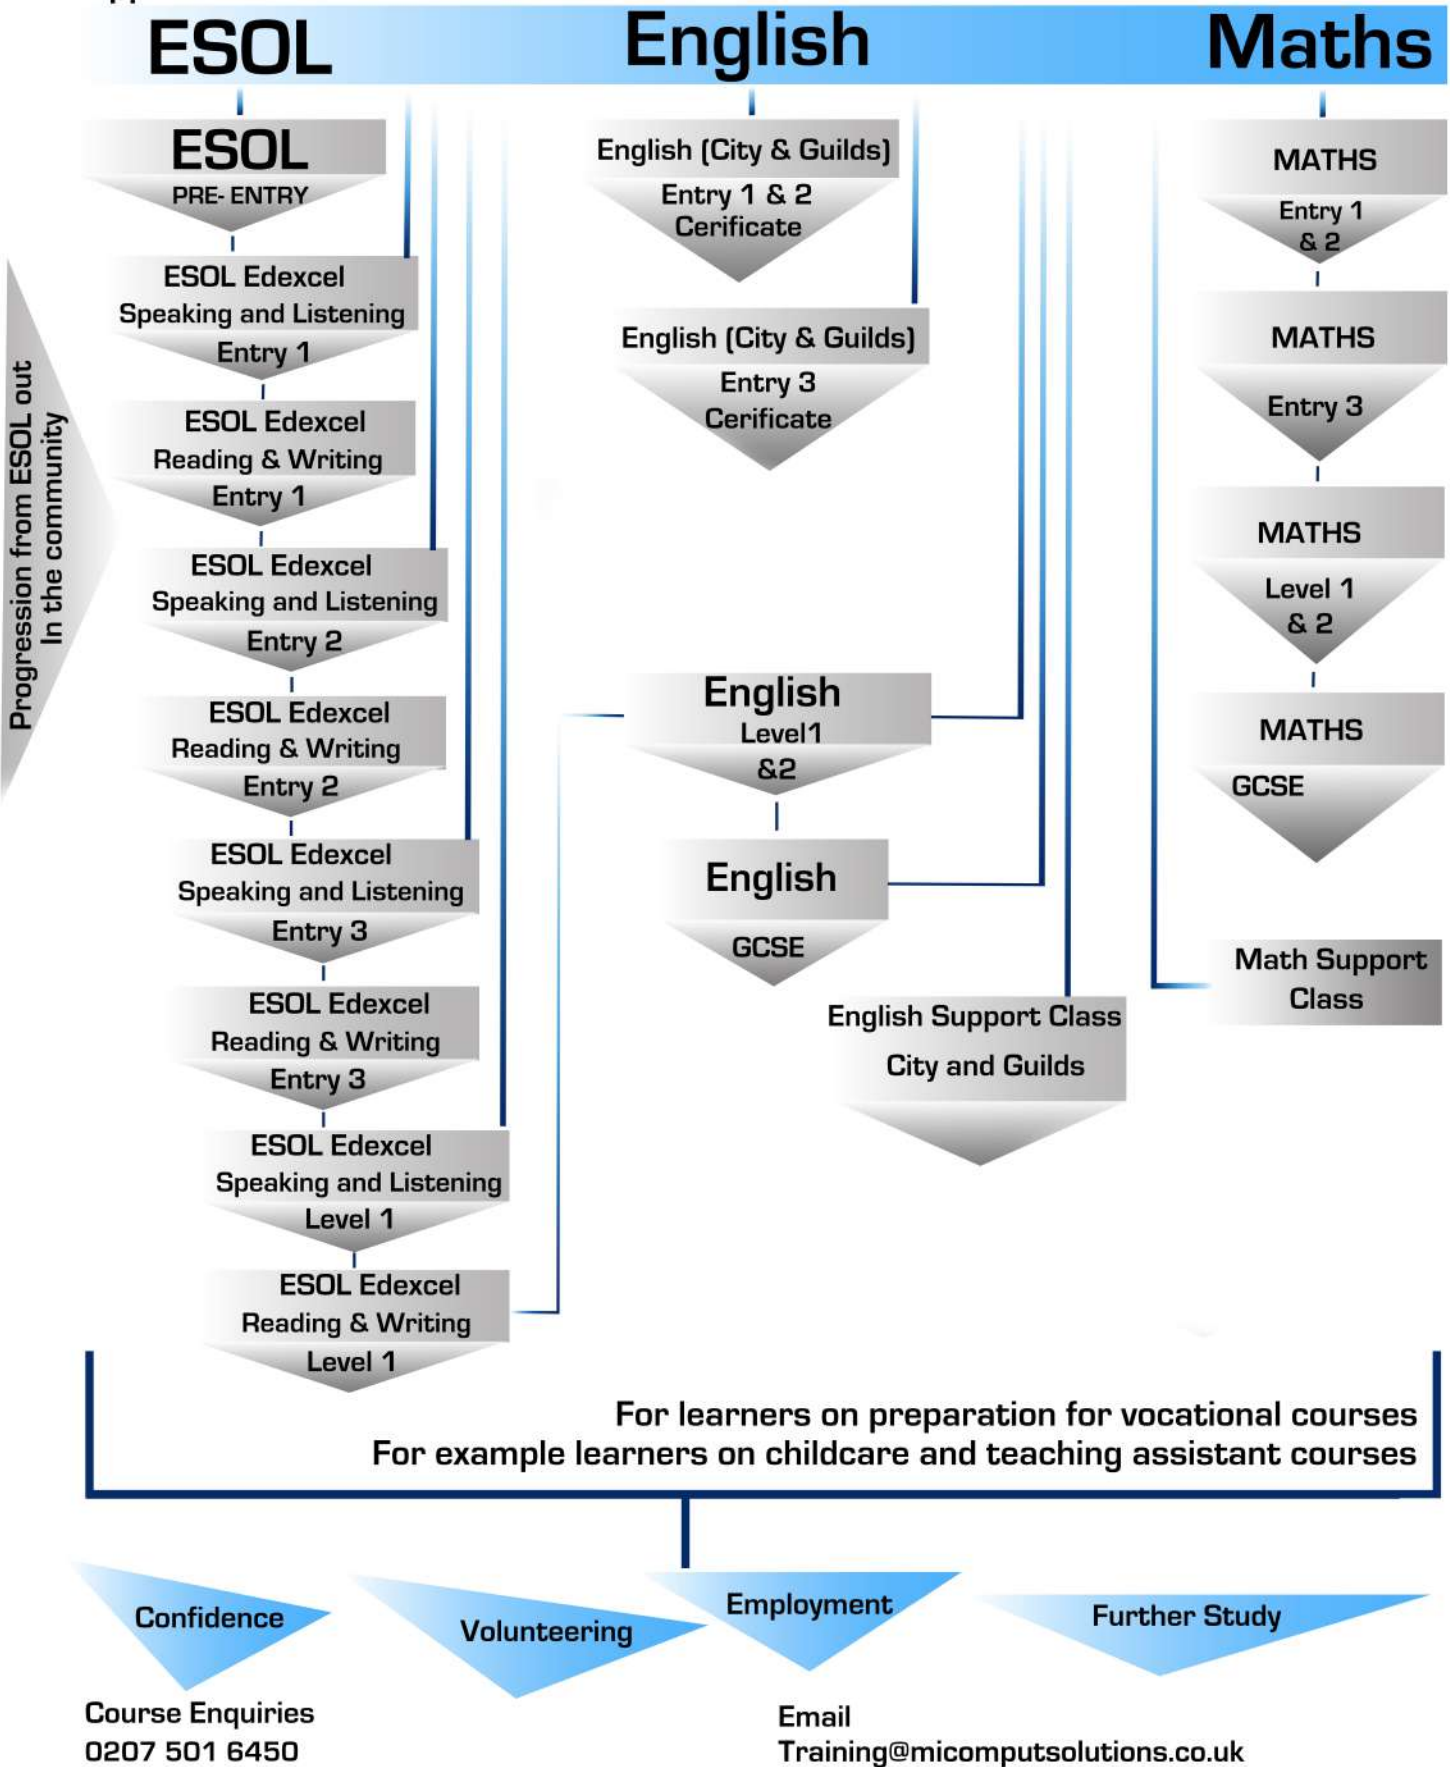 ESOL
English
Maths
ESOL
PRE- ENTRY
ESOL Edexcel
Speaking and Listening
Entry 1
ESOL Edexcel
Reading & Writing
Entry 1
ESOL Edexcel
Speaking and Listening
Entry 2
ESOL Edexcel
Reading & Writing
Entry 2
ESOL Edexcel
Speaking and Listening
Entry 3
ESOL Edexcel
Reading & Writing
Entry 3
ESOL Edexcel
Speaking and Listening
Level 1
ESOL Edexcel
Reading & Writing
Level 1
Progression from ESOL out
In the community
English (City & Guilds)
Entry 1 & 2
Cerificate
English (City & Guilds)
Entry 3
Cerificate
English
Level1
&2
English
GCSE
English Support Class
City and Guilds
MATHS
Entry 1
& 2
MATHS
Entry 3
MATHS
Level 1
& 2
MATHS
GCSE
Math Support
Class
For learners on preparation for vocational courses
For example learners on childcare and teaching assistant courses
Confidence
Volunteering
Employment
Further Study
Course Enquiries
0207 501 6450
Email
Training@micomputsolutions.co.uk